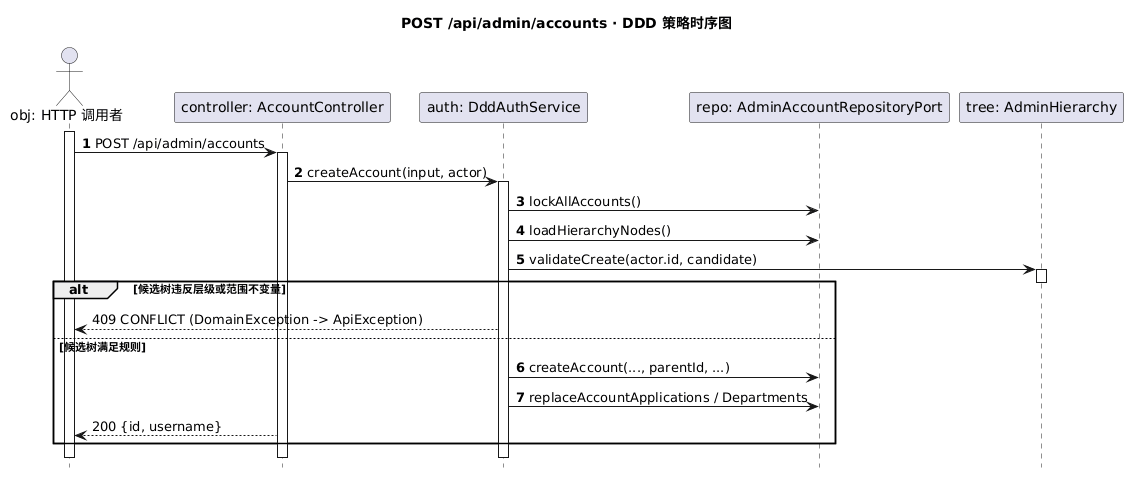 POST /api/admin/accounts · DDD 策略时序图
obj: HTTP 调用者
controller: AccountController
auth: DddAuthService
repo: AdminAccountRepositoryPort
tree: AdminHierarchy
1 POST /api/admin/accounts
2 createAccount(input, actor)
3 lockAllAccounts()
4 loadHierarchyNodes()
5 validateCreate(actor.id, candidate)
alt [候选树违反层级或范围不变量]
409 CONFLICT (DomainException -> ApiException)
[候选树满足规则]
6 createAccount(..., parentId, ...)
7 replaceAccountApplications / Departments
200 {id, username}